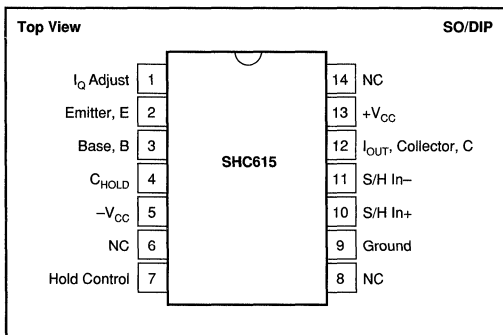 Top View SO/DIP
I_Q Adjust 1 14 NC
Emitter, E 2 13 +V_CC
Base, B 3 12 I_OUT, Collector, C
SHC615
C_HOLD 4 11 S/H In–
–V_CC 5 10 S/H In+
NC 6 9 Ground
Hold Control 7 8 NC